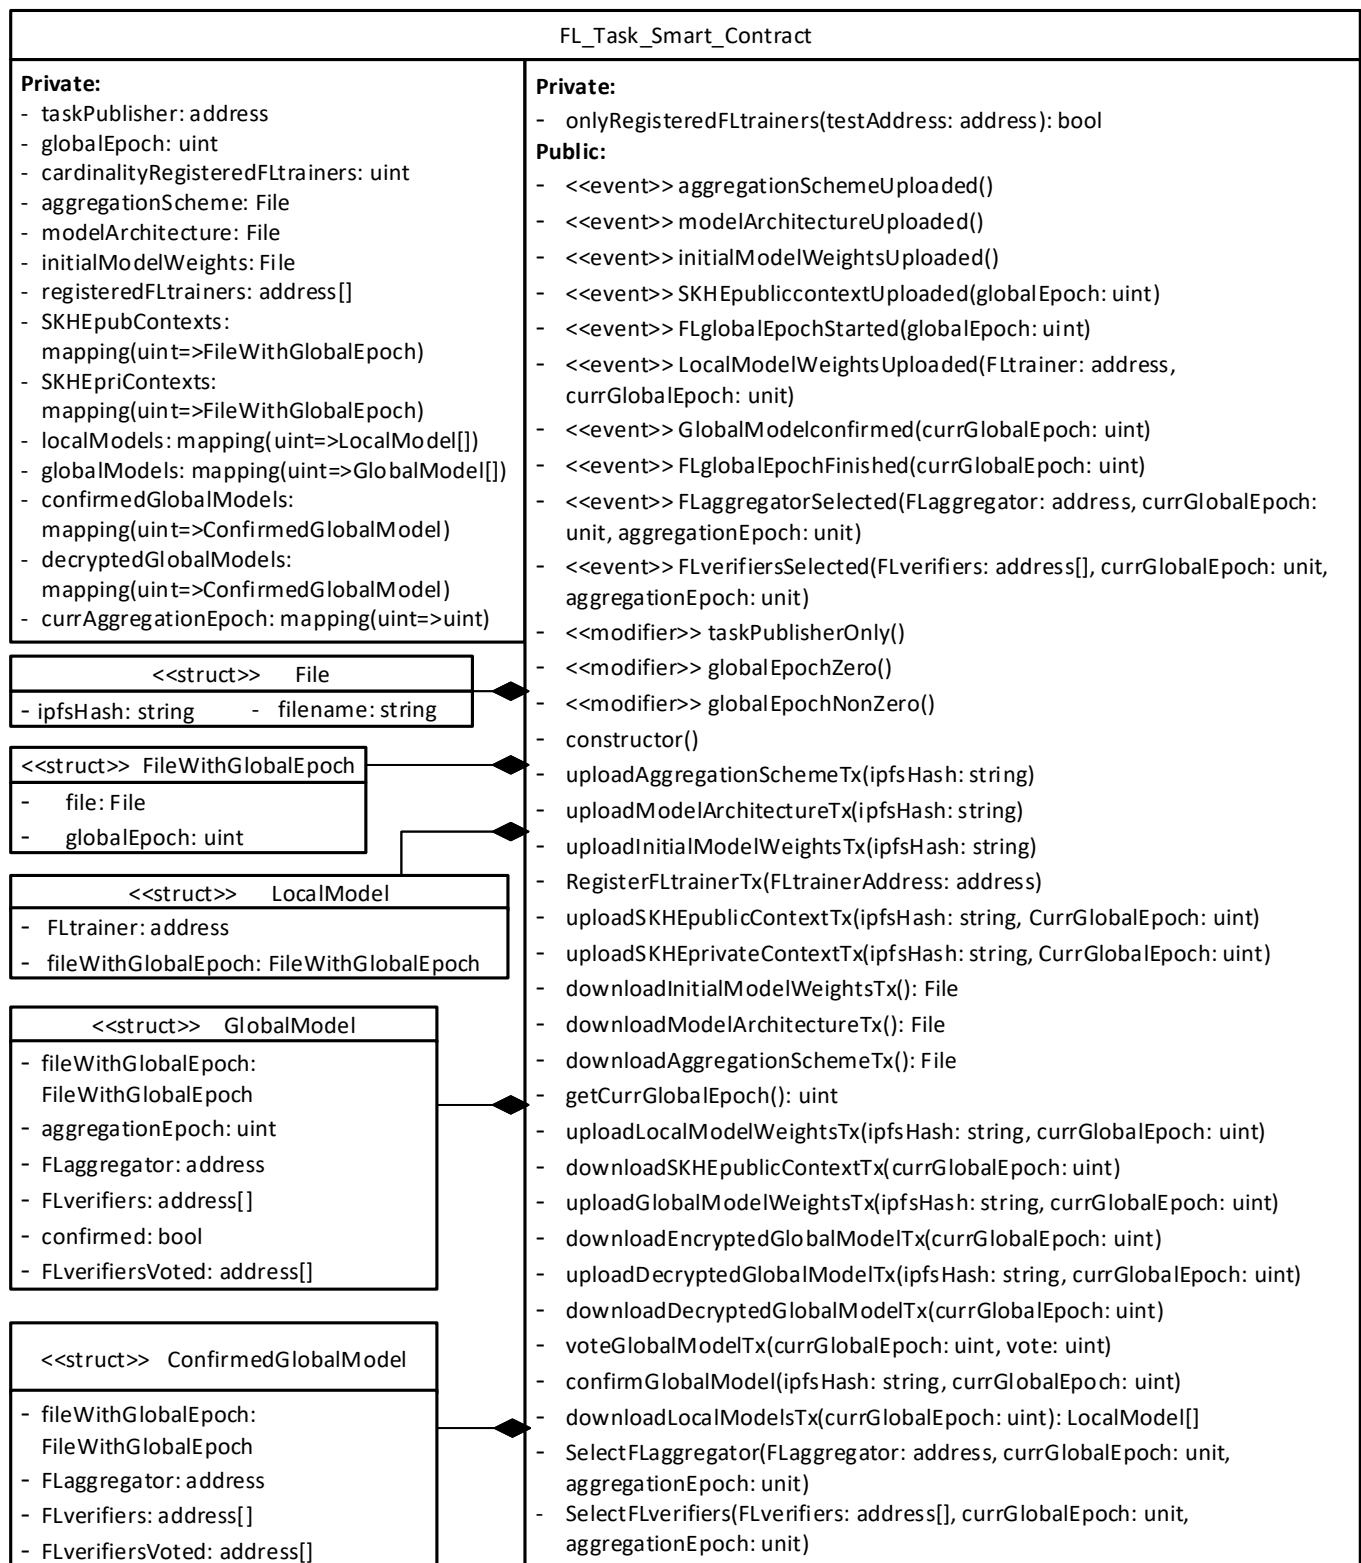 FL_Task_Smart_Contract
Private:
- taskPublisher: address
- globalEpoch: uint
- cardinalityRegisteredFLtrainers: uint
- aggregationScheme: File
- modelArchitecture: File
- initialModelWeights: File
- registeredFLtrainers: address[]
- SKHEpubContexts:
mapping(uint=>FileWithGlobalEpoch)
- SKHEpriContexts:
mapping(uint=>FileWithGlobalEpoch)
- localModels: mapping(uint=>LocalModel[])
- globalModels: mapping(uint=>GlobalModel[])
- confirmedGlobalModels:
mapping(uint=>ConfirmedGlobalModel)
- decryptedGlobalModels:
mapping(uint=>ConfirmedGlobalModel)
- currAggregationEpoch: mapping(uint=>uint)
<<struct>> File
- ipfsHash: string - filename: string
<<struct>> FileWithGlobalEpoch
- file: File
- globalEpoch: uint
<<struct>> LocalModel
- FLtrainer: address
- fileWithGlobalEpoch: FileWithGlobalEpoch
<<struct>> GlobalModel
- fileWithGlobalEpoch:
FileWithGlobalEpoch
- aggregationEpoch: uint
- FLaggregator: address
- FLverifiers: address[]
- confirmed: bool
- FLverifiersVoted: address[]
<<struct>> ConfirmedGlobalModel
- fileWithGlobalEpoch:
FileWithGlobalEpoch
- FLaggregator: address
- FLverifiers: address[]
- FLverifiersVoted: address[]
Private:
- onlyRegisteredFLtrainers(testAddress: address): bool
Public:
- <<event>> aggregationSchemeUploaded()
- <<event>> modelArchitectureUploaded()
- <<event>> initialModelWeightsUploaded()
- <<event>> SKHEpubliccontextUploaded(globalEpoch: uint)
- <<event>> FLglobalEpochStarted(globalEpoch: uint)
- <<event>> LocalModelWeightsUploaded(FLtrainer: address,
currGlobalEpoch: unit)
- <<event>> GlobalModelconfirmed(currGlobalEpoch: uint)
- <<event>> FLglobalEpochFinished(currGlobalEpoch: uint)
- <<event>> FLaggregatorSelected(FLaggregator: address, currGlobalEpoch:
unit, aggregationEpoch: unit)
- <<event>> FLverifiersSelected(FLverifiers: address[], currGlobalEpoch: unit,
aggregationEpoch: unit)
- <<modifier>> taskPublisherOnly()
- <<modifier>> globalEpochZero()
- <<modifier>> globalEpochNonZero()
- constructor()
- uploadAggregationSchemeTx(ipfsHash: string)
- uploadModelArchitectureTx(ipfsHash: string)
- uploadInitialModelWeightsTx(ipfsHash: string)
- RegisterFLtrainerTx(FLtrainerAddress: address)
- uploadSKHEpublicContextTx(ipfsHash: string, CurrGlobalEpoch: uint)
- uploadSKHEprivateContextTx(ipfsHash: string, CurrGlobalEpoch: uint)
- downloadInitialModelWeightsTx(): File
- downloadModelArchitectureTx(): File
- downloadAggregationSchemeTx(): File
- getCurrGlobalEpoch(): uint
- uploadLocalModelWeightsTx(ipfsHash: string, currGlobalEpoch: uint)
- downloadSKHEpublicContextTx(currGlobalEpoch: uint)
- uploadGlobalModelWeightsTx(ipfsHash: string, currGlobalEpoch: uint)
- downloadEncryptedGlobalModelTx(currGlobalEpoch: uint)
- uploadDecryptedGlobalModelTx(ipfsHash: string, currGlobalEpoch: uint)
- downloadDecryptedGlobalModelTx(currGlobalEpoch: uint)
- voteGlobalModelTx(currGlobalEpoch: uint, vote: uint)
- confirmGlobalModel(ipfsHash: string, currGlobalEpoch: uint)
- downloadLocalModelsTx(currGlobalEpoch: uint): LocalModel[]
- SelectFLaggregator(FLaggregator: address, currGlobalEpoch: unit,
aggregationEpoch: unit)
- SelectFLverifiers(FLverifiers: address[], currGlobalEpoch: unit,
aggregationEpoch: unit)